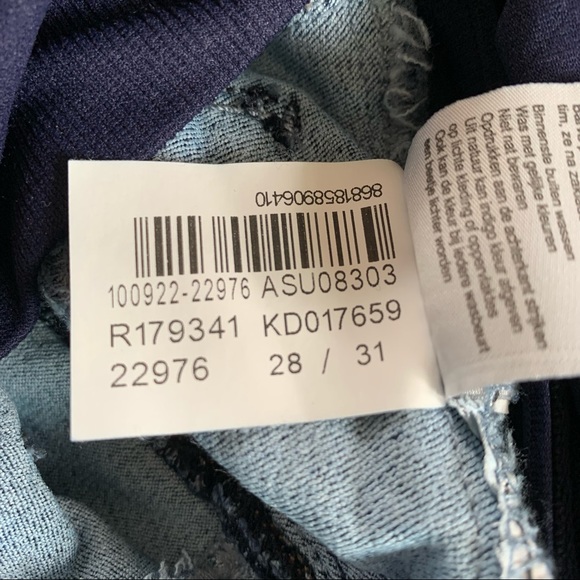 8681858906410
100922-22976 ASU08303
R179341 KD017659
22976 28 / 31
tim, ze na
Binnenste buiten wassen
Was met gelijke kleuren
Niet nat bewaren
Opdrukken aan de achterkant strijken
Uit natuur kan indigo kleur afgeven
op lichte kleding of oppervlaktes
Ook kan de kleur bij iedere wasbeurt
een beetje lichter worden